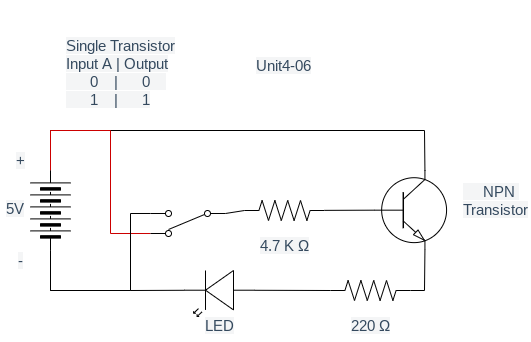 Single Transistor
Input A | Output
0 | 0
1 | 1
Unit4-06
+
5V
-
NPN
Transistor
4.7 K Ω
LED
220 Ω